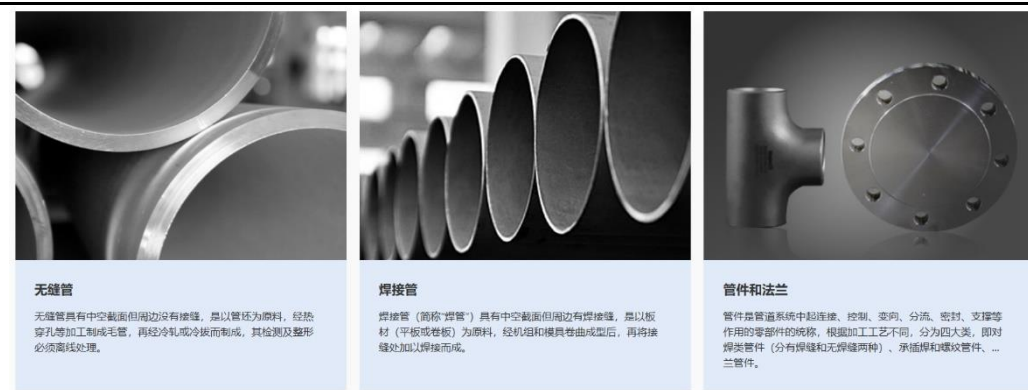 无缝管
无缝管具有中空截面但周边没有接缝，是以管坯为原料，经热
穿孔等加工制成毛管，再经冷轧或冷拔而制成，其检测及整形
必须离线处理。
焊接管
焊接管（简称“焊管”）具有中空截面但周边有焊接缝，是以板
材（平板或卷板）为原料，经机组和模具卷曲成型后，再将接
缝处加以焊接而成。
管件和法兰
管件是管道系统中起连接、控制、变向、分流、密封、支撑等
作用的零部件的统称，根据加工工艺不同，分为四大类，即对
焊类管件（分有焊缝和无焊缝两种）、承插焊和螺纹管件、...
兰管件。